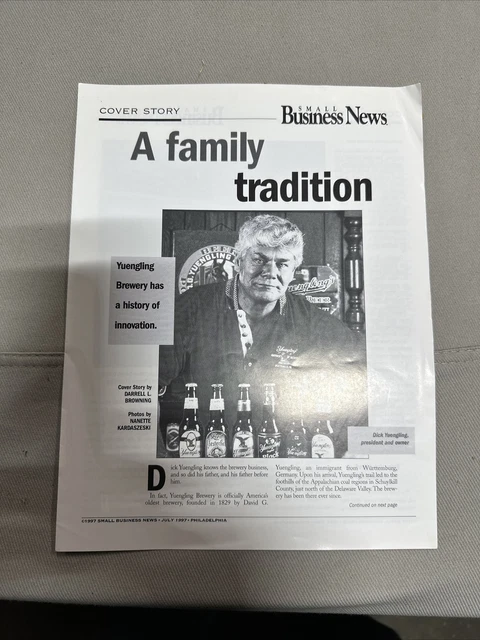 COVER STORY
SMALL
Business News
A family
tradition
Yuengling
Brewery has
a history of
innovation.
D.G. YUENGLING
Yuengling's
BEER
Cover Story by
DARRELL L.
BROWNING
Photos by
NANETTE
KARDASZESKI
Dick Yuengling,
president and owner
Dick Yuengling knows the brewery business,
and so did his father, and his father before
him.
In fact, Yuengling Brewery is officially America's
oldest brewery, founded in 1829 by David G.
Yuengling, an immigrant from Württemburg,
Germany. Upon his arrival, Yuengling's trail led to the
foothills of the Appalachian coal regions in Schuylkill
County, just north of the Delaware Valley. The brew-
ery has been there ever since.
Continued on next page
©1997 SMALL BUSINESS NEWS • JULY 1997 • PHILADELPHIA